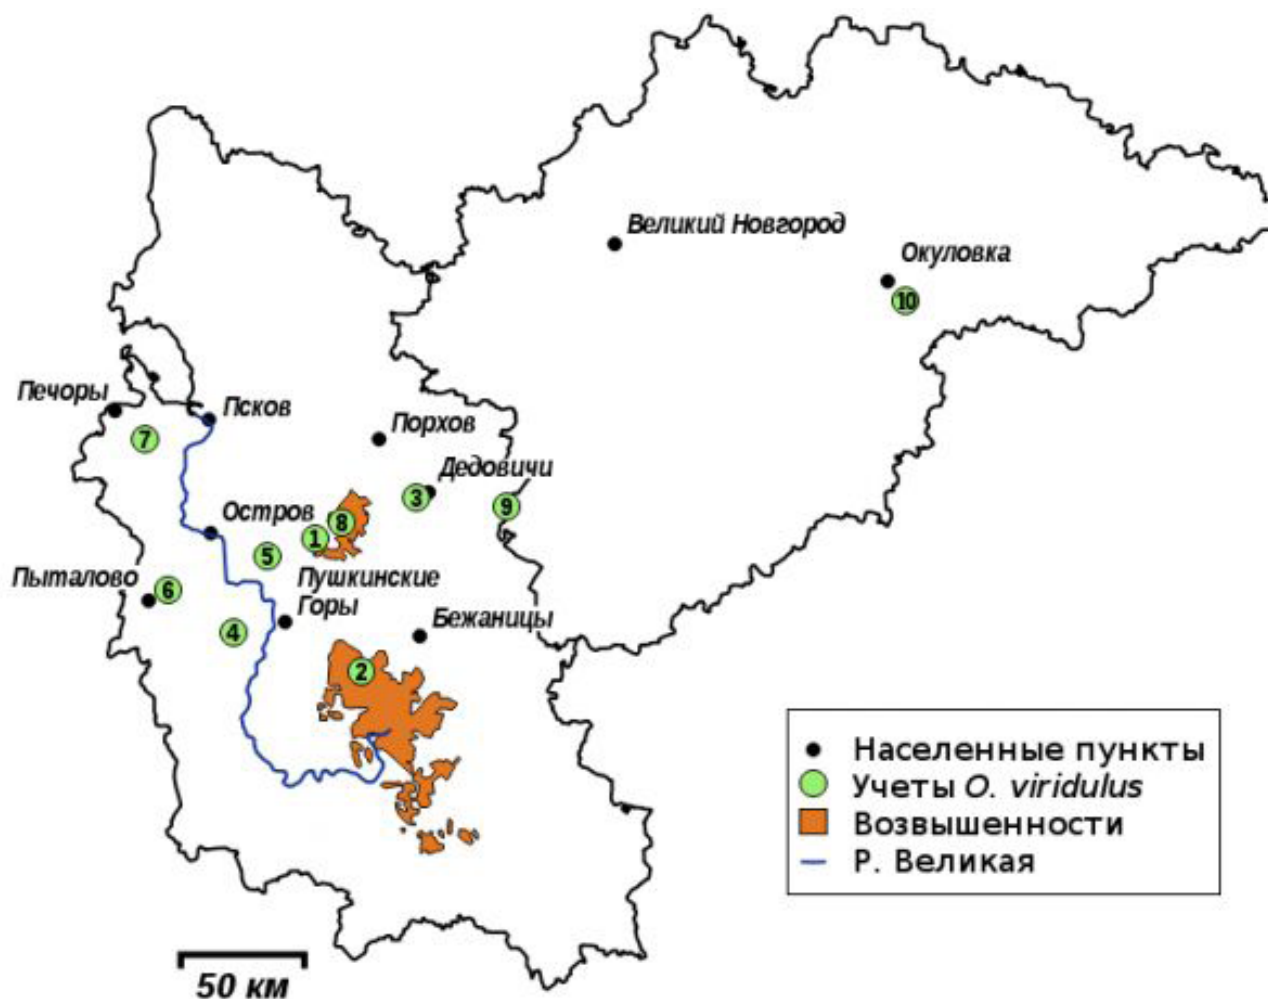 Великий Новгород
Окуловка
10
Печоры
Псков
7
Порхов
Дедовичи
3
9
Остров
8
1
5
Пыталово
6
Пушкинские
Горы
4
Бежаницы
2
Населенные пункты
Учеты O. viridulus
Возвышенности
Р. Великая
50 км